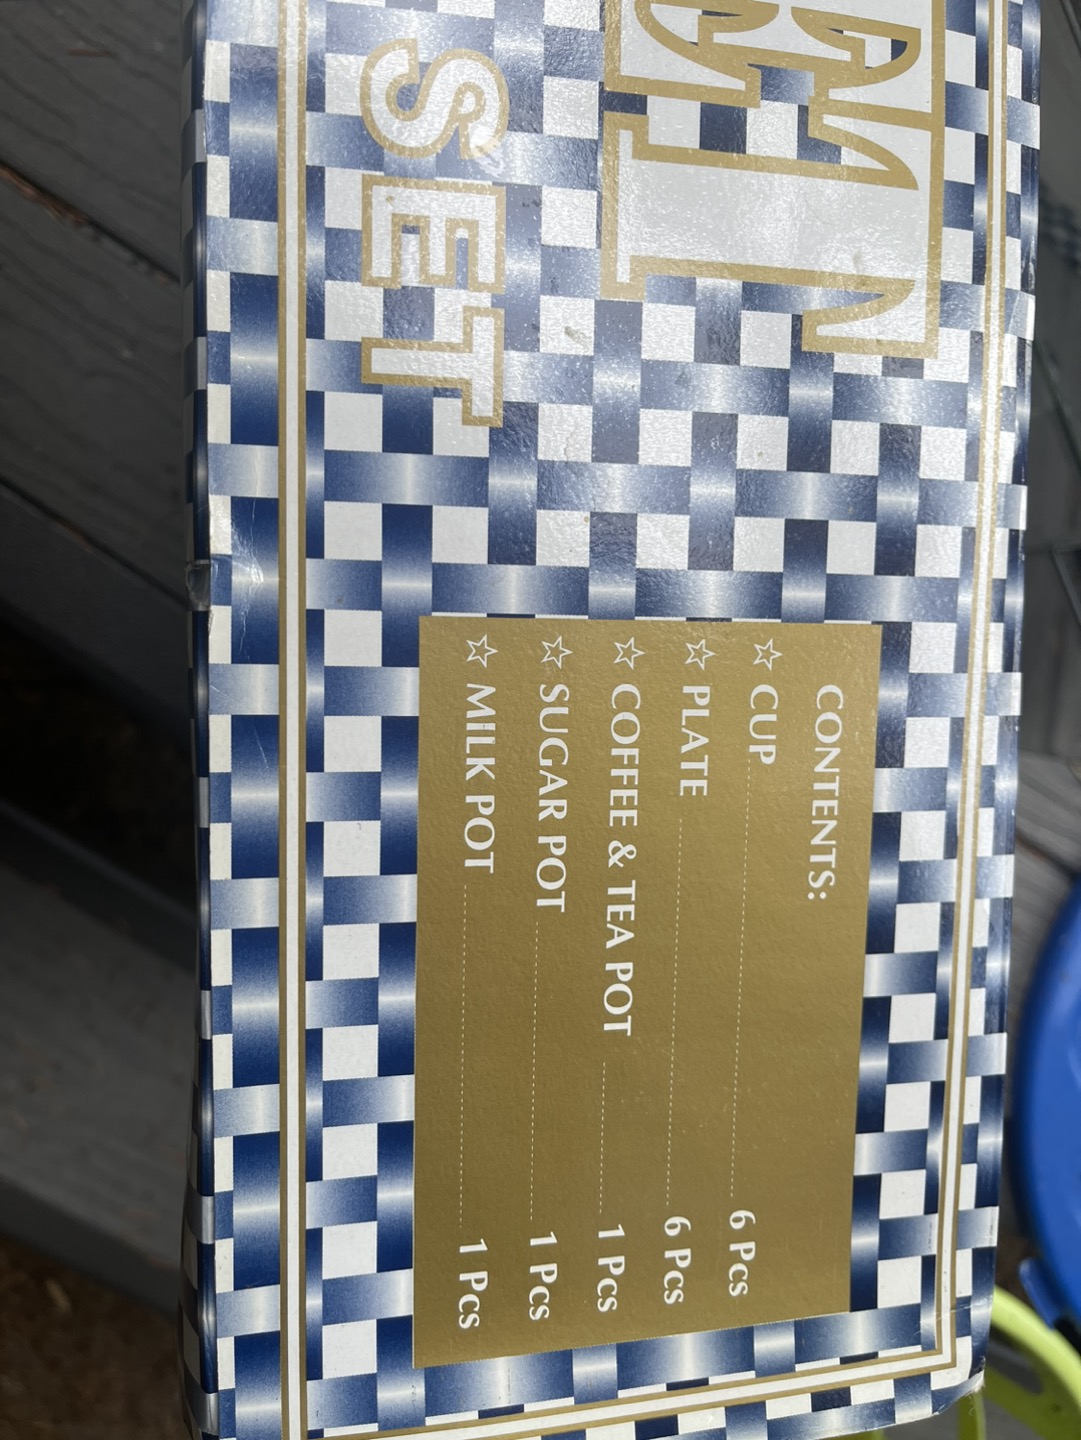 SET
CONTENTS:
☆ CUP 6 Pcs
☆ PLATE 6 Pcs
☆ COFFEE & TEA POT 1 Pcs
☆ SUGAR POT 1 Pcs
☆ MILK POT 1 Pcs